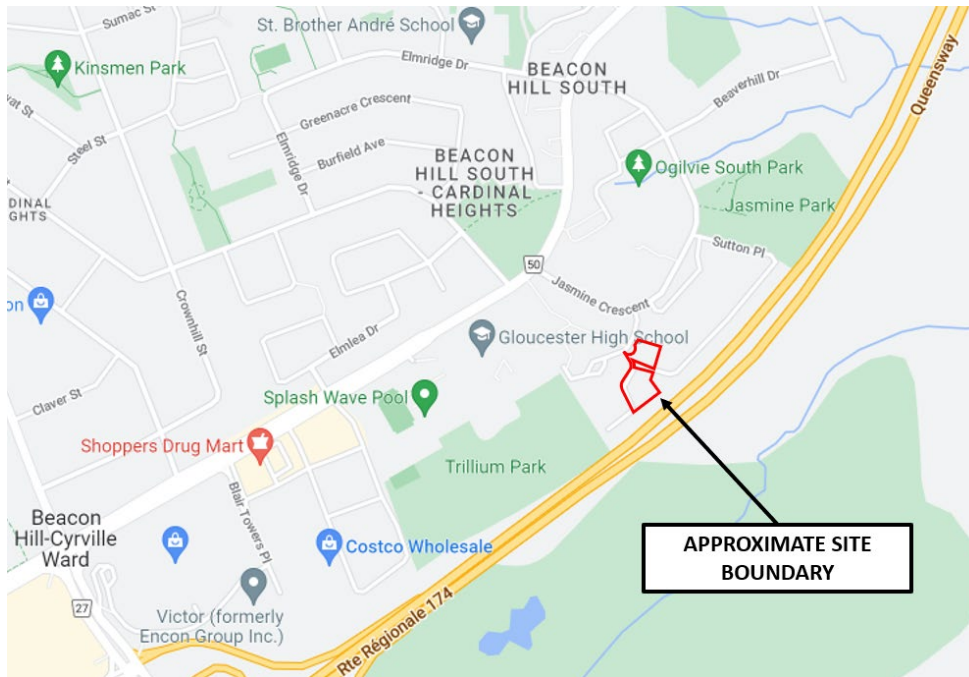 Sumac St
St. Brother André School
Kinsmen Park
Elmridge Dr
BEACON
HILL SOUTH
Beaverhill Dr
Queensway
Greenacre Crescent
Steel St
Elmridge Dr
Burfield Ave
BEACON
HILL SOUTH
- CARDINAL
HEIGHTS
Ogilvie South Park
Jasmine Park
Sutton Pl
50
Jasmine Crescent
Crownhill St
Elmlea Dr
Gloucester High School
Claver St
Splash Wave Pool
Shoppers Drug Mart
Trillium Park
Blair Towers Pl
Beacon
Hill-Cyrville
Ward
Costco Wholesale
APPROXIMATE SITE
BOUNDARY
27
Victor (formerly
Encon Group Inc.)
Rte Régionale 174